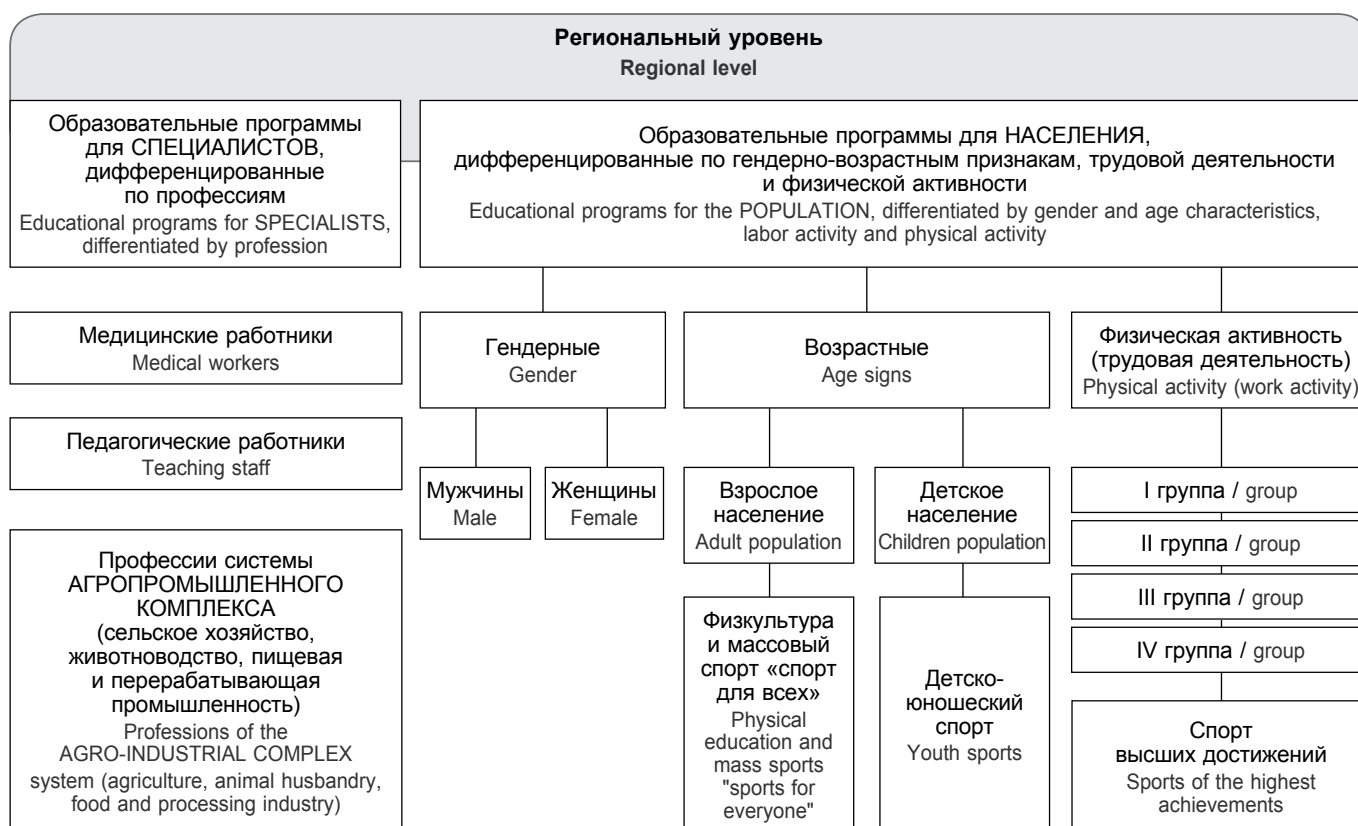 Региональный уровень
Regional level
Образовательные программы
для СПЕЦИАЛИСТОВ,
дифференцированные
по профессиям
Educational programs for SPECIALISTS,
differentiated by profession
Образовательные программы для НАСЕЛЕНИЯ,
дифференцированные по гендерно-возрастным признакам, трудовой деятельности
и физической активности
Educational programs for the POPULATION, differentiated by gender and age characteristics,
labor activity and physical activity
Медицинские работники
Medical workers
Педагогические работники
Teaching staff
Профессии системы
АГРОПРОМЫШЛЕННОГО
КОМПЛЕКСА
(сельское хозяйство,
животноводство, пищевая
и перерабатывающая
промышленность)
Professions of the
AGRO-INDUSTRIAL COMPLEX
system (agriculture, animal husbandry,
food and processing industry)
Гендерные
Gender
Мужчины
Male
Женщины
Female
Возрастные
Age signs
Взрослое
население
Adult population
Физкультура
и массовый
спорт «спорт
для всех»
Physical
education and
mass sports
"sports for
everyone"
Детское
население
Children population
Детско-
юношеский
спорт
Youth sports
Физическая активность
(трудовая деятельность)
Physical activity (work activity)
I группа / group
II группа / group
III группа / group
IV группа / group
Спорт
высших достижений
Sports of the highest
achievements